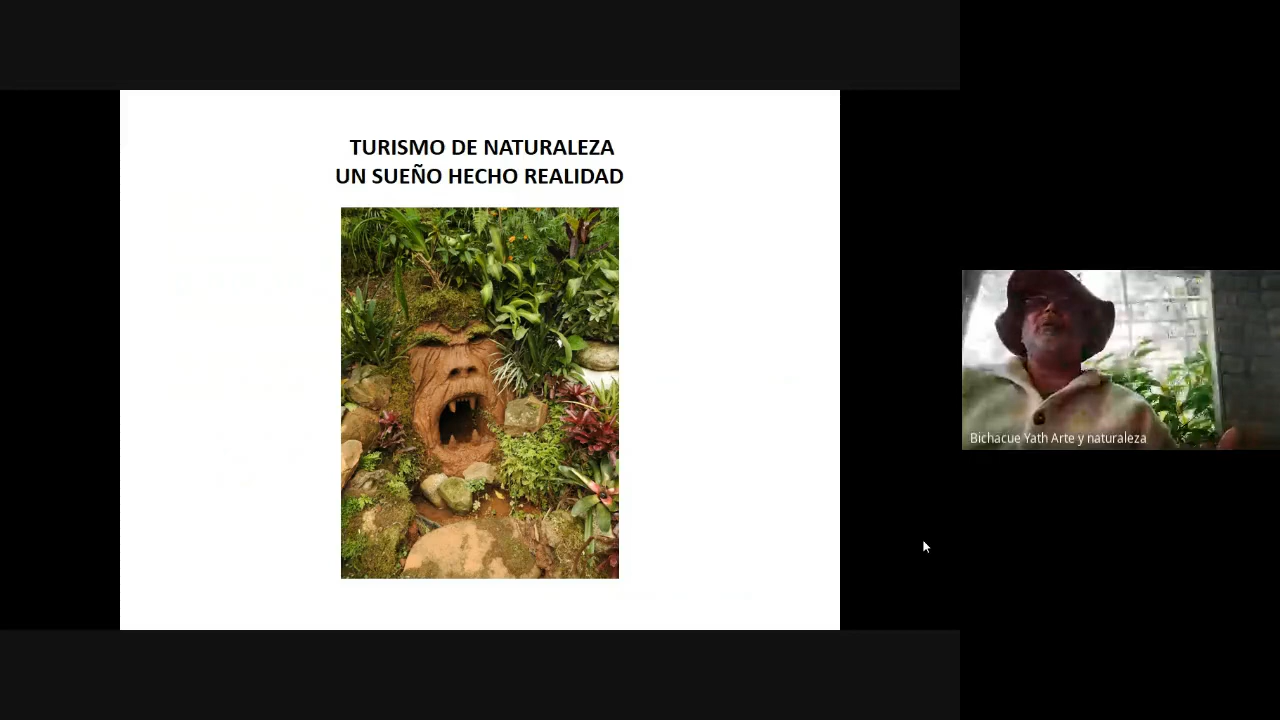 TURISMO DE NATURALEZA
UN SUEÑO HECHO REALIDAD
Bichacue Yath Arte y naturaleza